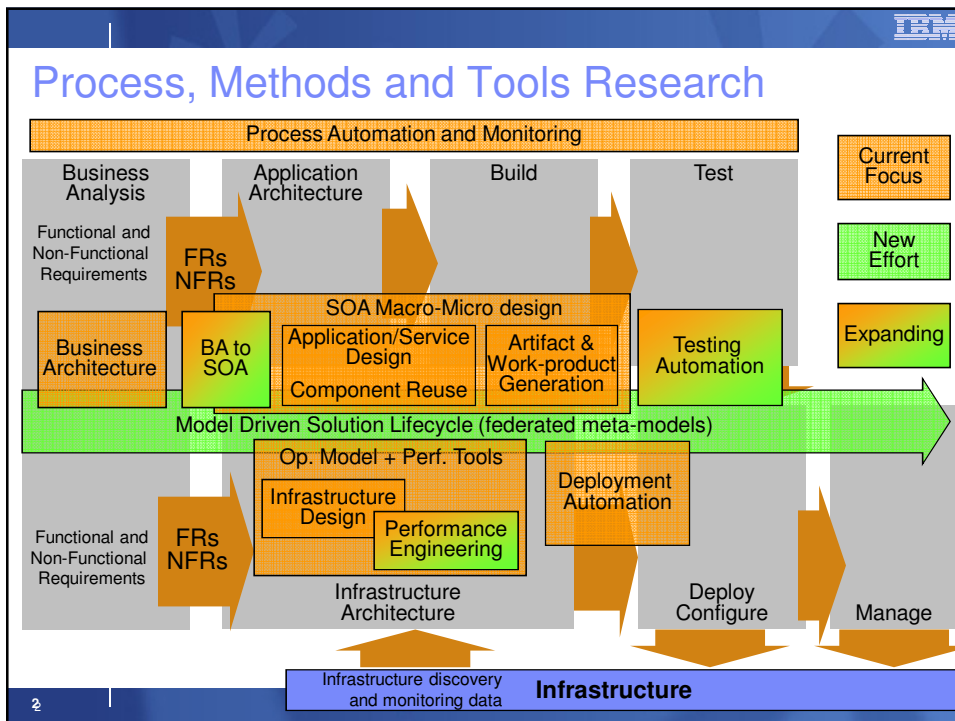 IBM
Process, Methods and Tools Research
Process Automation and Monitoring
Business
Analysis
Application
Architecture
Build
Test
Current
Focus
Functional and
Non-Functional
Requirements
FRs
NFRs
New
Effort
SOA Macro-Micro design
Expanding
Business
Architecture
BA to
SOA
Application/Service
Design
Component Reuse
Artifact &
Work-product
Generation
Testing
Automation
Model Driven Solution Lifecycle (federated meta-models)
Op. Model + Perf. Tools
Infrastructure
Design
Performance
Engineering
Deployment
Automation
Functional and
Non-Functional
Requirements
FRs
NFRs
Infrastructure
Architecture
Deploy
Configure
Manage
Infrastructure discovery
and monitoring data
Infrastructure
2